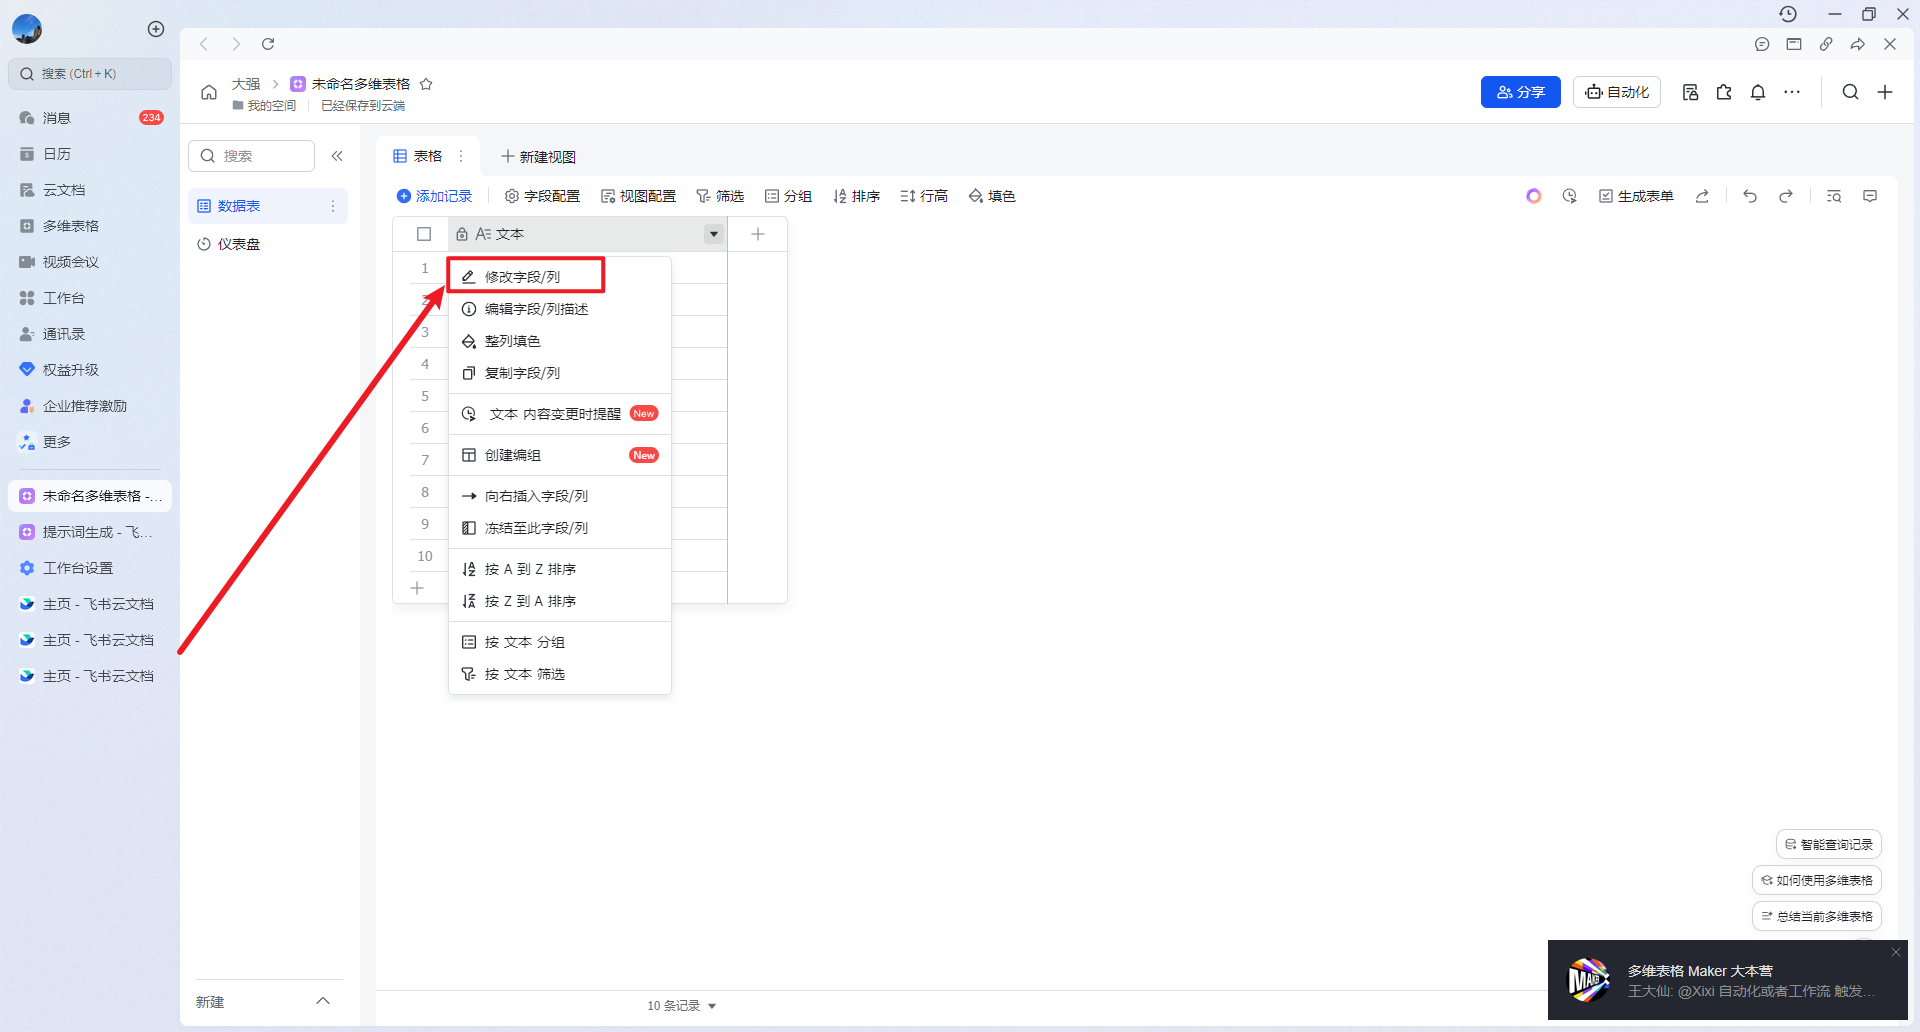 搜索 (Ctrl + K)
消息
234
日历
云文档
多维表格
视频会议
工作台
通讯录
权益升级
企业推荐激励
更多
未命名多维表格 -...
提示词生成 - 飞...
工作台设置
主页 - 飞书云文档
主页 - 飞书云文档
主页 - 飞书云文档
大强
未命名多维表格
我的空间
已经保存到云端
分享
自动化
搜索
数据表
仪表盘
新建
表格
新建视图
添加记录
字段配置
视图配置
筛选
分组
排序
行高
填色
生成表单
文本
1
2
3
4
5
6
7
8
9
10
修改字段/列
编辑字段/列描述
整列填色
复制字段/列
文本 内容变更时提醒 New
创建编组 New
向右插入字段/列
冻结至此字段/列
按 A 到 Z 排序
按 Z 到 A 排序
按 文本 分组
按 文本 筛选
10 条记录
智能查询记录
如何使用多维表格
总结当前多维表格
MAKE
多维表格 Maker 大本营
王大仙: @Xixi 自动化或者工作流 触发...